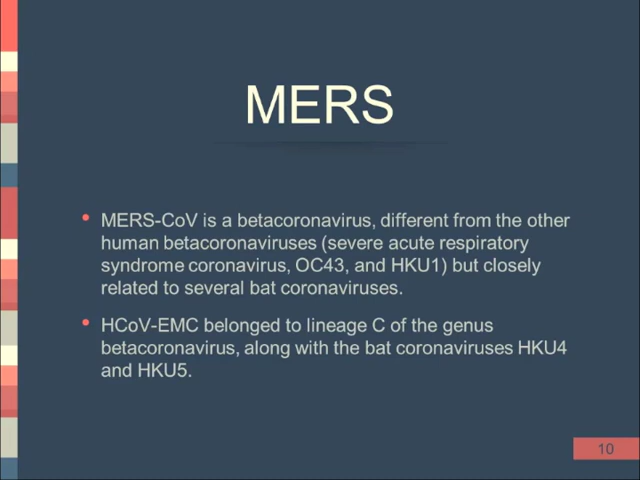 MERS
• MERS-CoV is a betacoronavirus, different from the other
human betacoronaviruses (severe acute respiratory
syndrome coronavirus, OC43, and HKU1) but closely
related to several bat coronaviruses.
• HCoV-EMC belonged to lineage C of the genus
betacoronavirus, along with the bat coronaviruses HKU4
and HKU5.
10